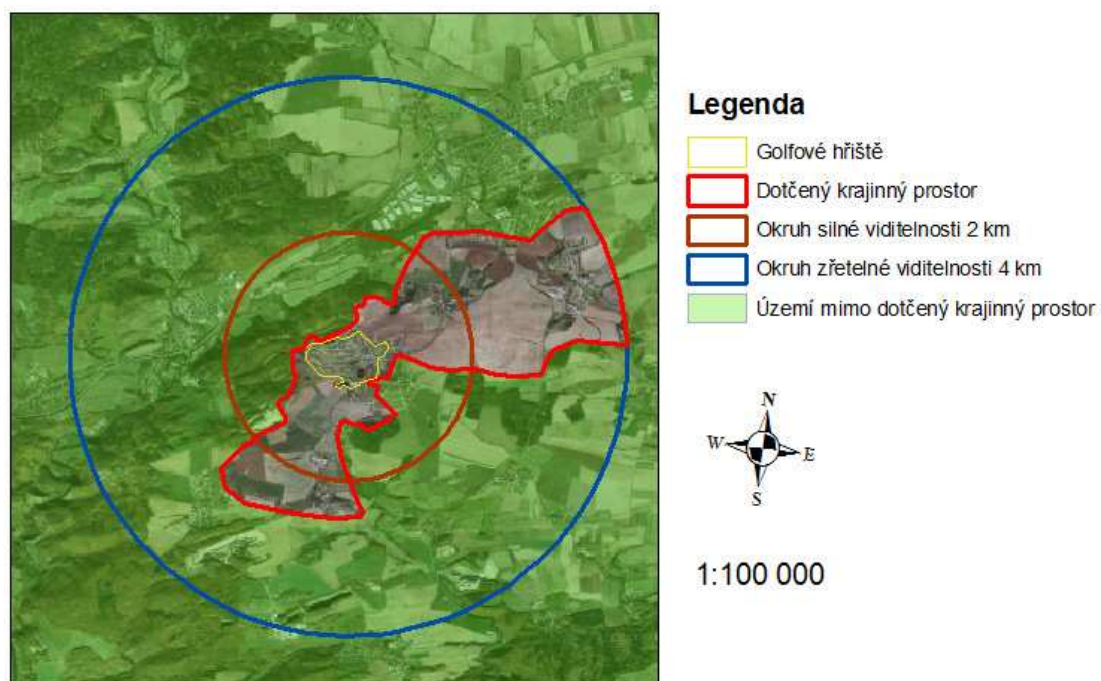 Legenda
Golfové hřiště
Dotčený krajinný prostor
Okruh silné viditelnosti 2 km
Okruh zřetelné viditelnosti 4 km
Území mimo dotčený krajinný prostor
N
W E
S
1:100 000